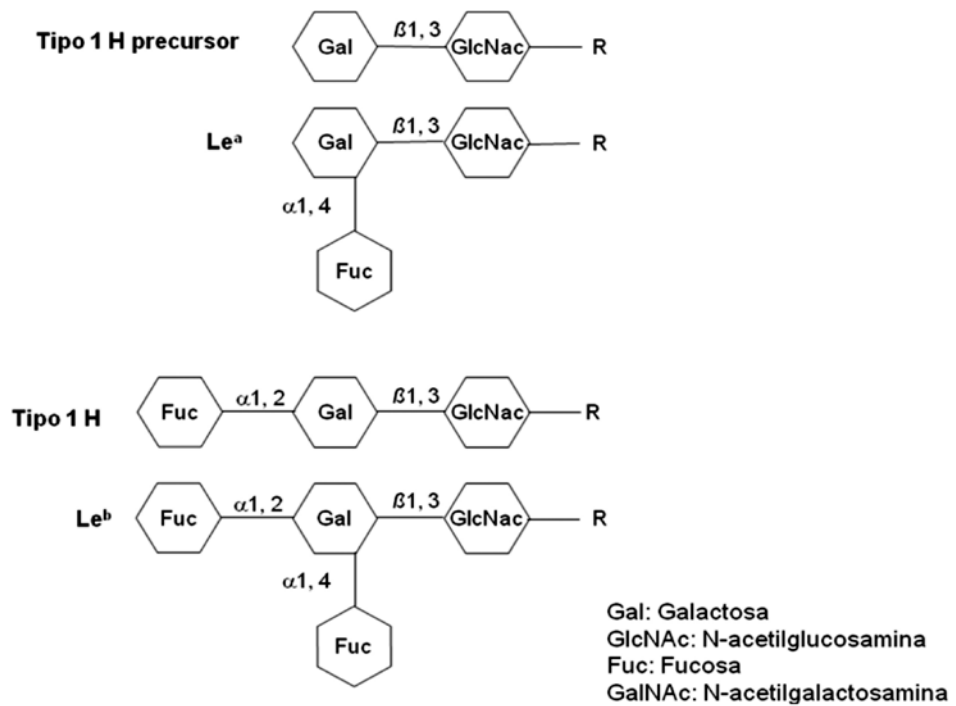 Tipo 1 H precursor Gal ß1, 3 GlcNac R
Leᵃ Gal ß1, 3 GlcNac R
α1, 4
Fuc
Tipo 1 H Fuc α1, 2 Gal ß1, 3 GlcNac R
Leᵇ Fuc α1, 2 Gal ß1, 3 GlcNac R
α1, 4
Fuc
Gal: Galactosa
GlcNAc: N-acetilglucosamina
Fuc: Fucosa
GalNAc: N-acetilgalactosamina